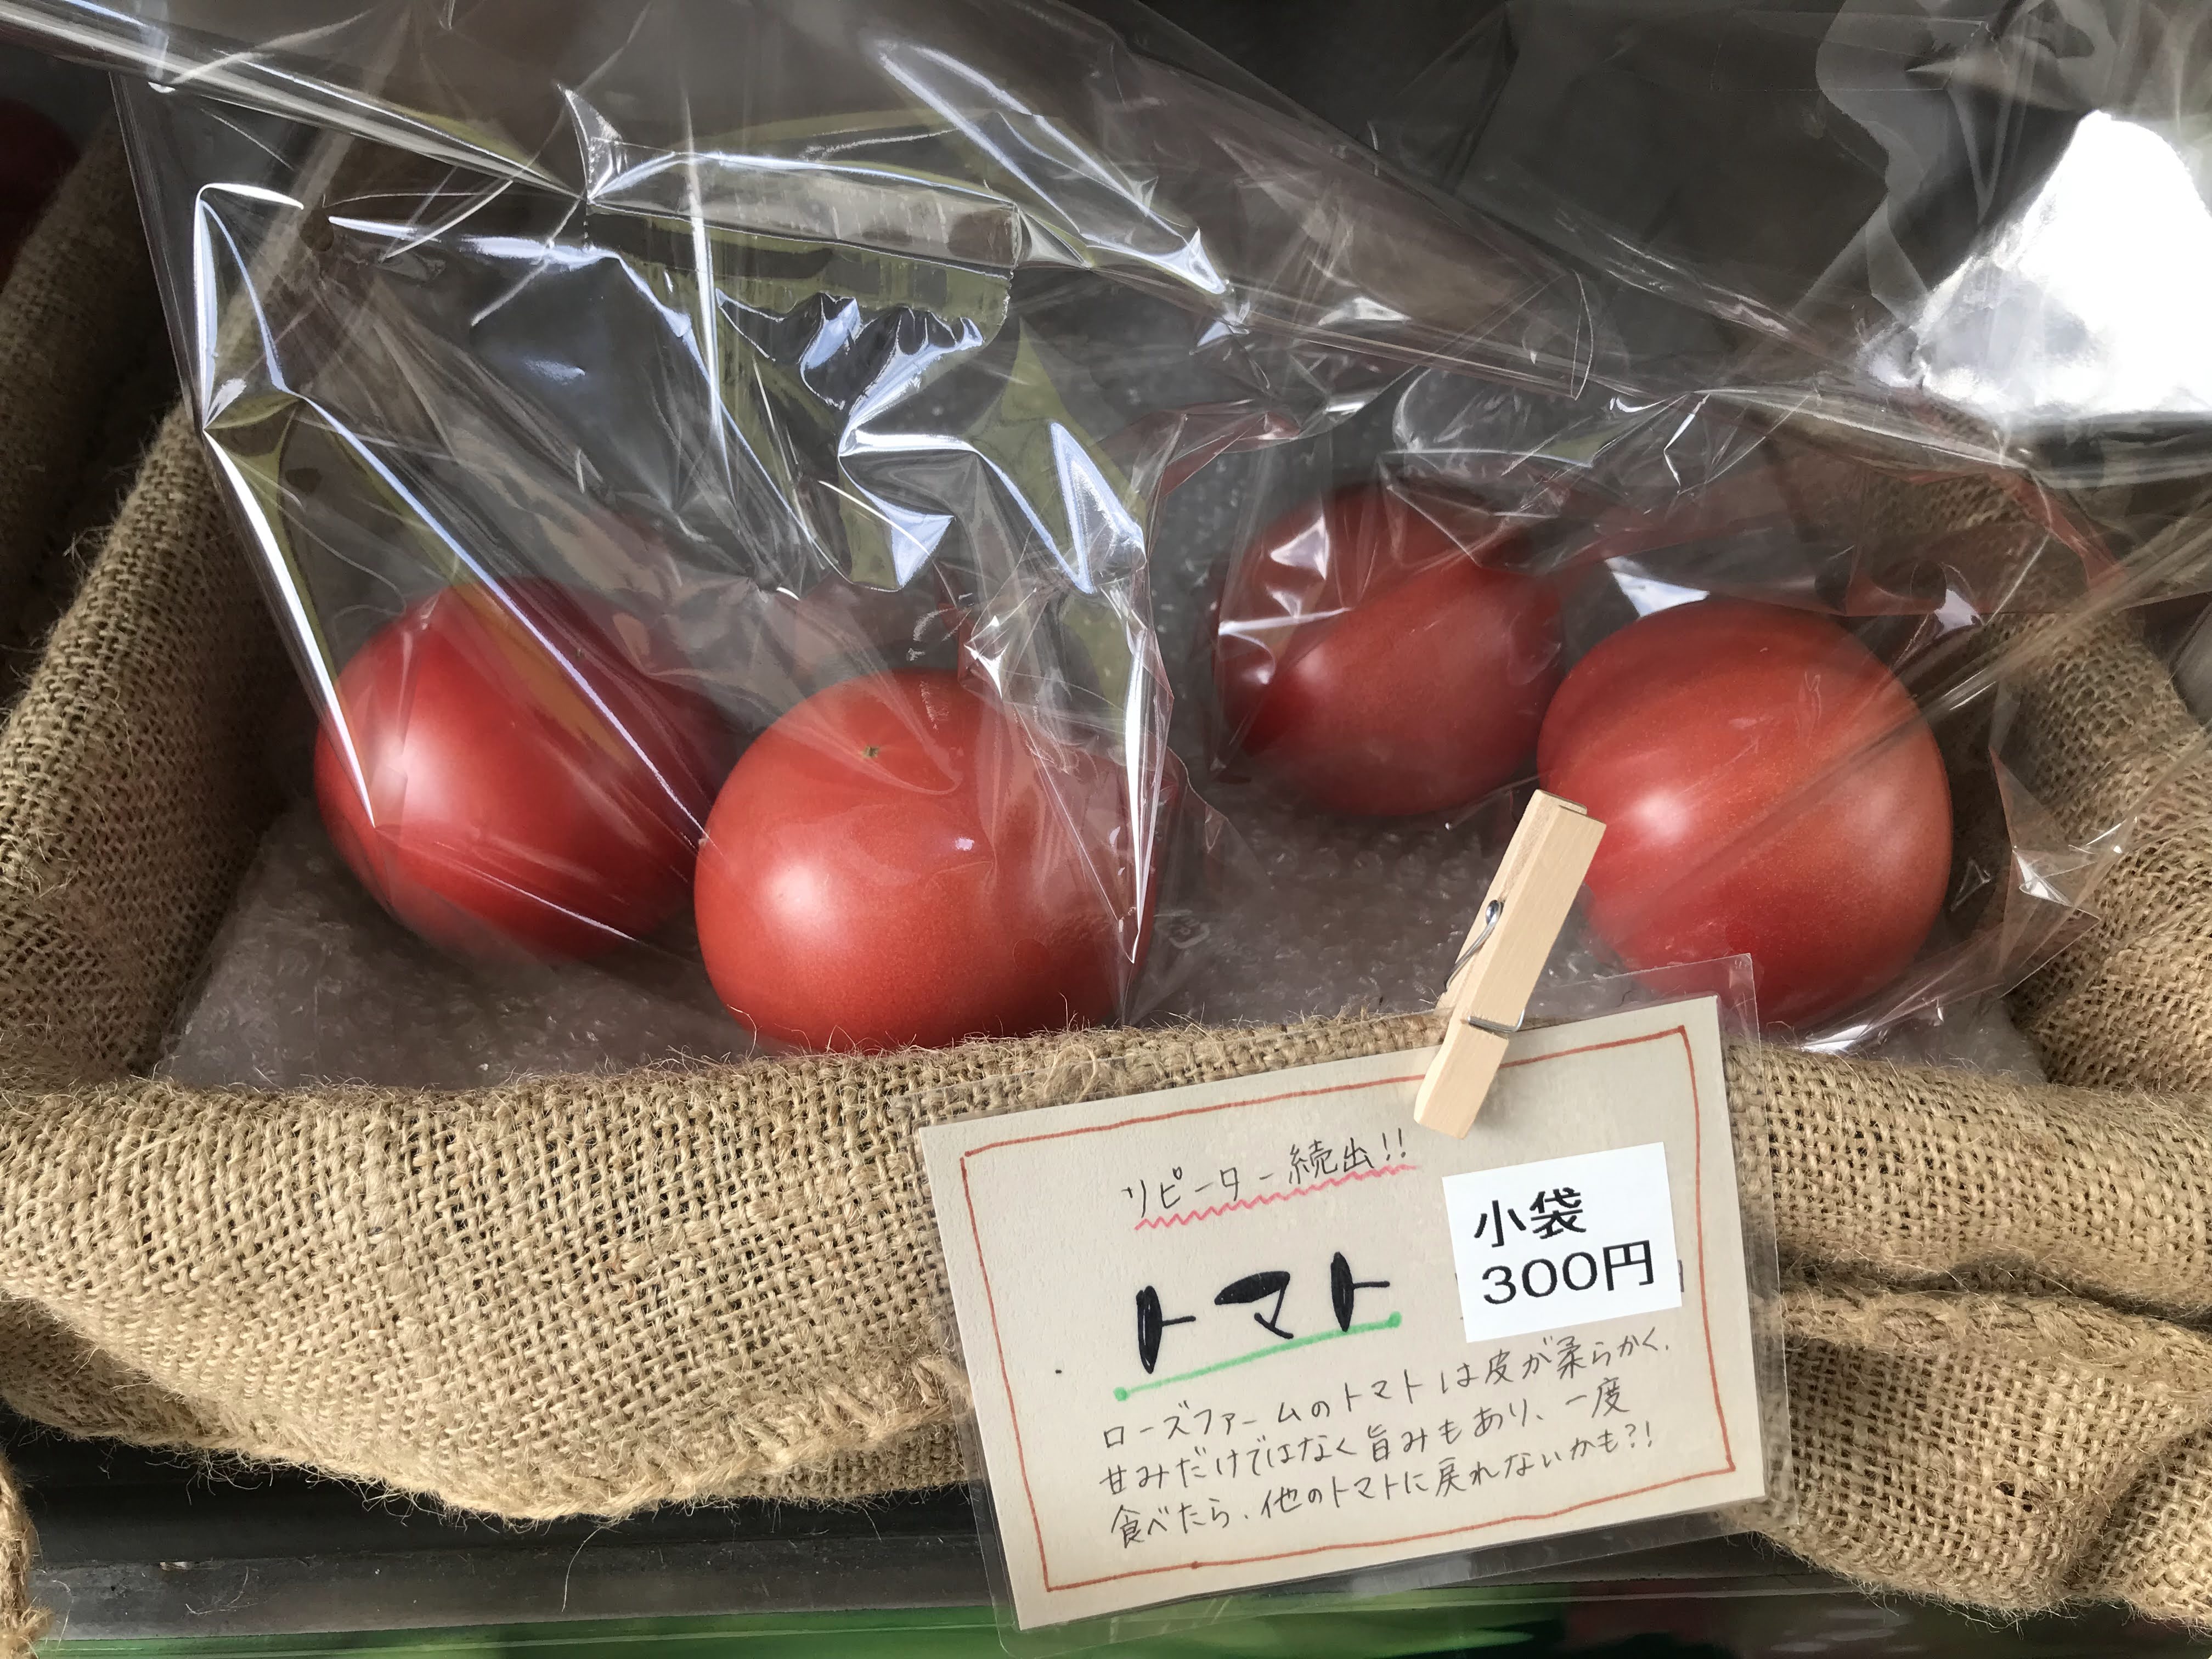 リピーター続出!!
トマト
小袋
300円
ローズファームのトマトは皮が柔らかく、
甘みだけではなく旨みもあり、一度
食べたら、他のトマトに戻れないかも?!